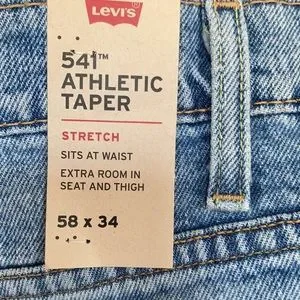 LEVI'S
541™
ATHLETIC
TAPER
STRETCH
SITS AT WAIST
EXTRA ROOM IN
SEAT AND THIGH
58 x 34